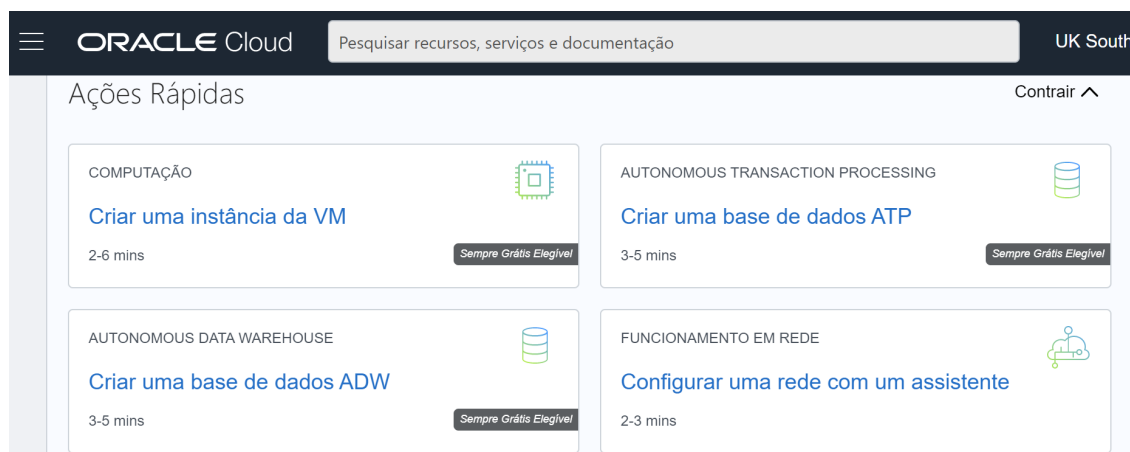 ORACLE Cloud
Pesquisar recursos, serviços e documentação
UK South
Ações Rápidas
Contrair
COMPUTAÇÃO
Criar uma instância da VM
2-6 mins
Sempre Grátis Elegível
AUTONOMOUS TRANSACTION PROCESSING
Criar uma base de dados ATP
3-5 mins
Sempre Grátis Elegível
AUTONOMOUS DATA WAREHOUSE
Criar uma base de dados ADW
3-5 mins
Sempre Grátis Elegível
FUNCIONAMENTO EM REDE
Configurar uma rede com um assistente
2-3 mins